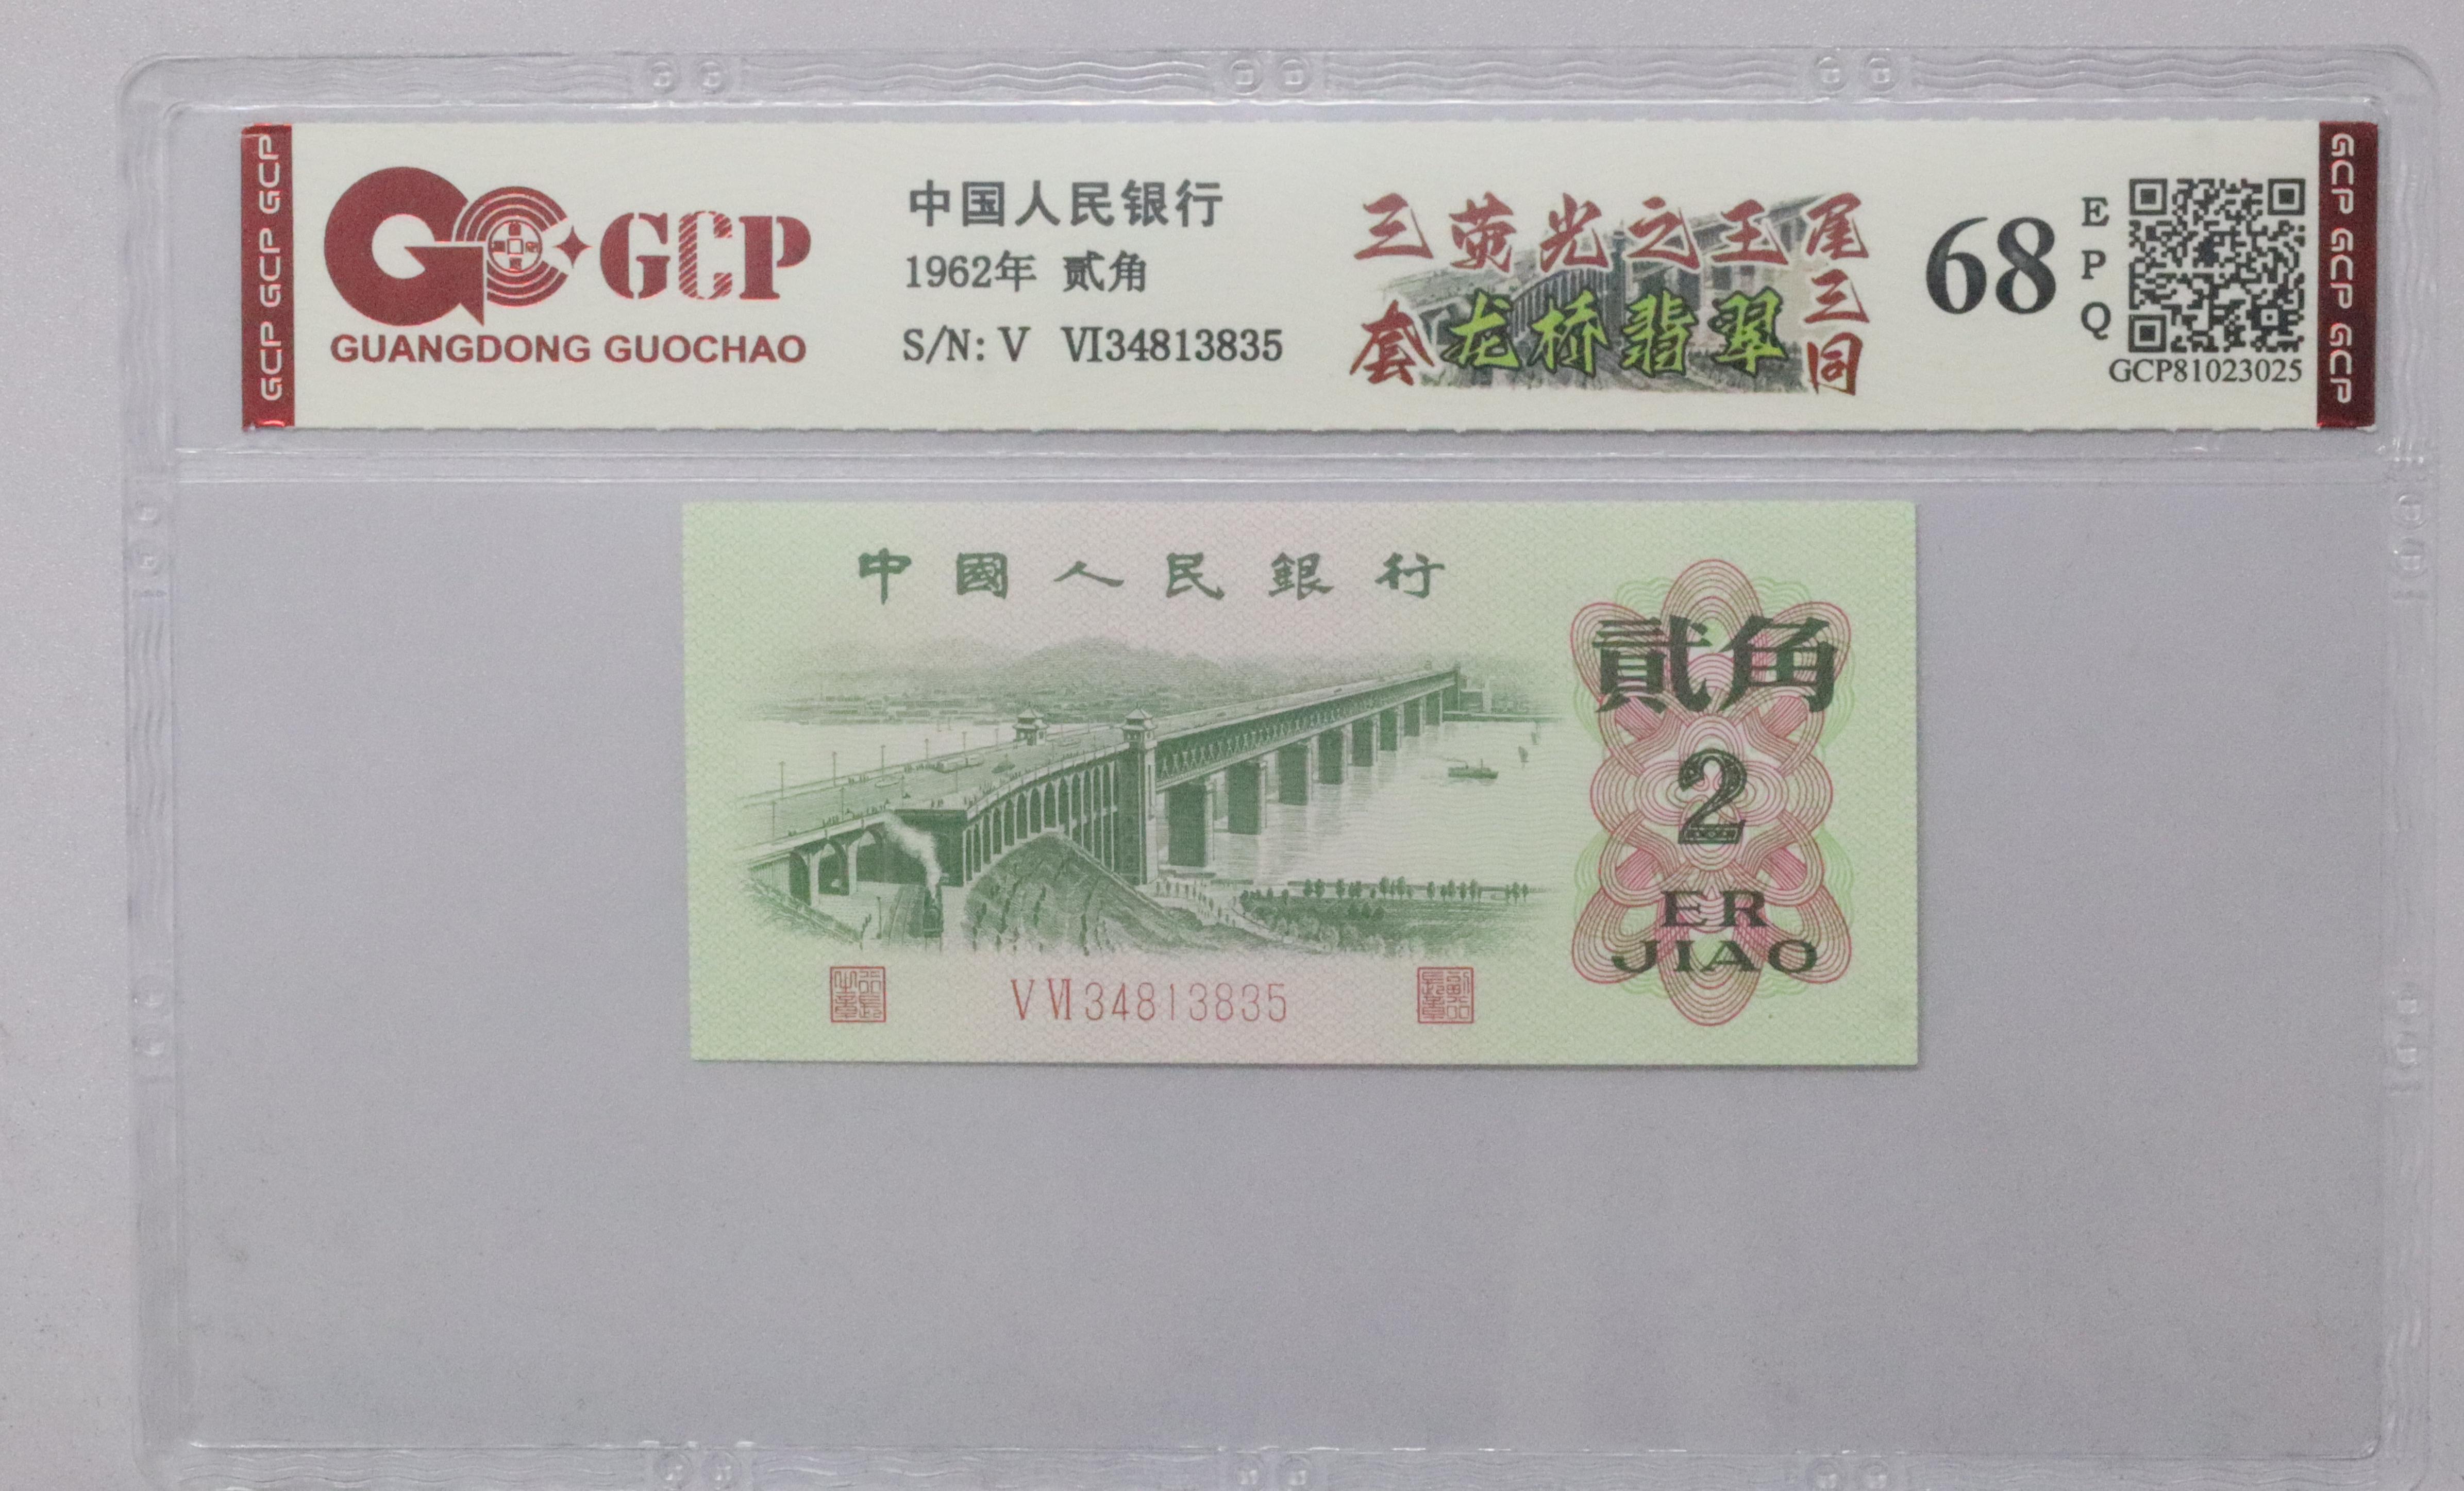 GCP GCP GCP
GCP
GUANGDONG GUOCHAO
中国人民银行
1962年 贰角
S/N: V VI34813835
三荧光之王
套龙桥翡翠
尾三同
68
EPQ
GCP81023025
GCP GCP GCP
中國人民銀行
貳角
2
ER
JIAO
V VI 34813835